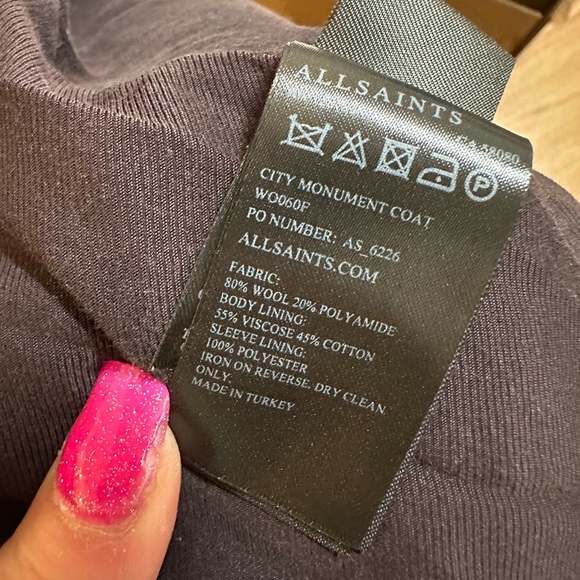 ALLSAINTS
CITY MONUMENT COAT
WO060F
PO NUMBER: AS_6226
ALLSAINTS.COM
FABRIC:
80% WOOL 20% POLYAMIDE
BODY LINING:
55% VISCOSE 45% COTTON
SLEEVE LINING:
100% POLYESTER
IRON ON REVERSE. DRY CLEAN
ONLY.
MADE IN TURKEY
P
58080